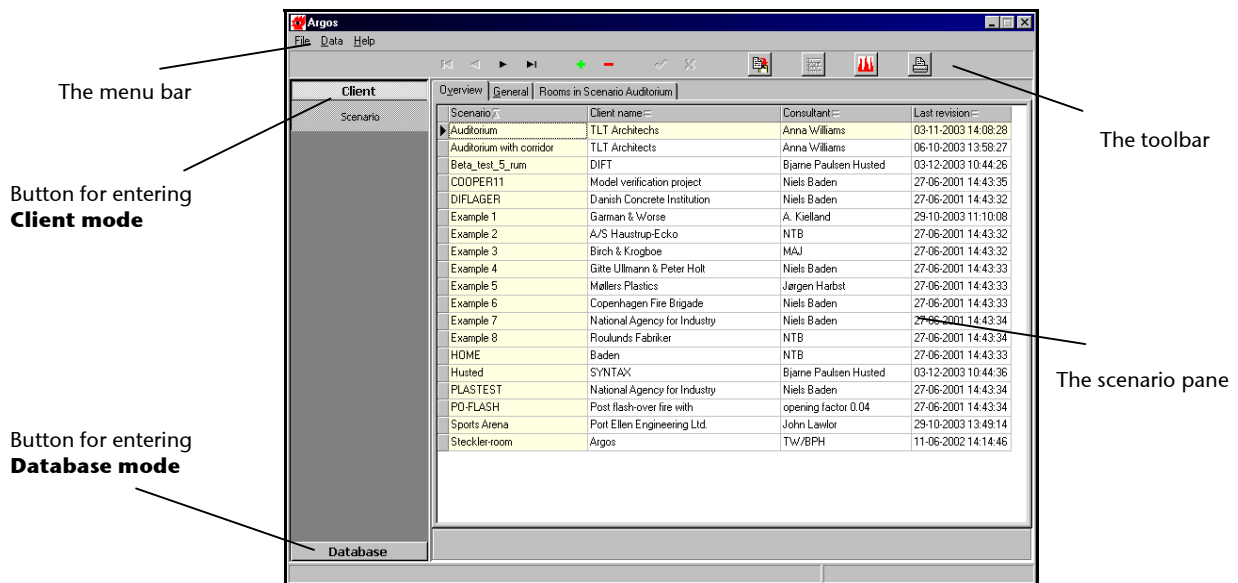 Argos
File Data Help
The menu bar
The toolbar
Client
Scenario
Button for entering
Client mode
Overview General Rooms in Scenario Auditorium
Scenario Client name Consultant Last revision
Auditorium TLT Architechs Anna Williams 03-11-2003 14:08:28
Auditorium with corridor TLT Architects Anna Williams 06-10-2003 13:58:27
Beta_test_5_rum DIFT Bjarne Paulsen Husted 03-12-2003 10:44:26
COOPER11 Model verification project Niels Baden 27-06-2001 14:43:35
DIFLAGER Danish Concrete Institution Niels Baden 27-06-2001 14:43:32
Example 1 Garman & Worse A. Kielland 29-10-2003 11:10:08
Example 2 A/S Haustrup-Ecko NTB 27-06-2001 14:43:32
Example 3 Birch & Krogboe MAJ 27-06-2001 14:43:32
Example 4 Gitte Ullmann & Peter Holt Niels Baden 27-06-2001 14:43:33
Example 5 Møllers Plastics Jørgen Harbst 27-06-2001 14:43:33
Example 6 Copenhagen Fire Brigade Niels Baden 27-06-2001 14:43:33
Example 7 National Agency for Industry Niels Baden 27-06-2001 14:43:34
Example 8 Roulunds Fabriker NTB 27-06-2001 14:43:34
HOME Baden NTB 27-06-2001 14:43:33
Husted SYNTAX Bjarne Paulsen Husted 03-12-2003 10:44:36
PLASTEST National Agency for Industry Niels Baden 27-06-2001 14:43:34
PO-FLASH Post flash-over fire with opening factor 0.04 27-06-2001 14:43:34
Sports Arena Port Ellen Engineering Ltd. John Lawlor 29-10-2003 13:49:14
Steckler-room Argos TW/BPH 11-06-2002 14:14:46
The scenario pane
Button for entering
Database mode
Database